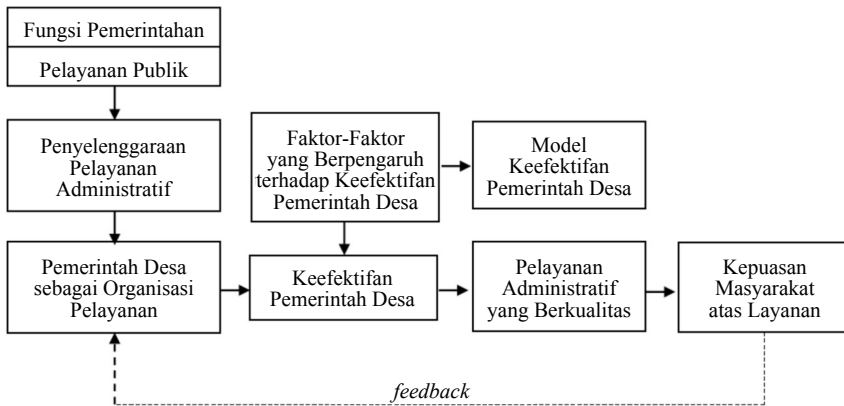 Fungsi Pemerintahan
Pelayanan Publik
Penyelenggaraan
Pelayanan
Administratif
Faktor-Faktor
yang Berpengaruh
terhadap Keefektifan
Pemerintah Desa
Model
Keefektifan
Pemerintah Desa
Pemerintah Desa
sebagai Organisasi
Pelayanan
Keefektifan
Pemerintah Desa
Pelayanan
Administratif
yang Berkualitas
Kepuasan
Masyarakat
atas Layanan
feedback